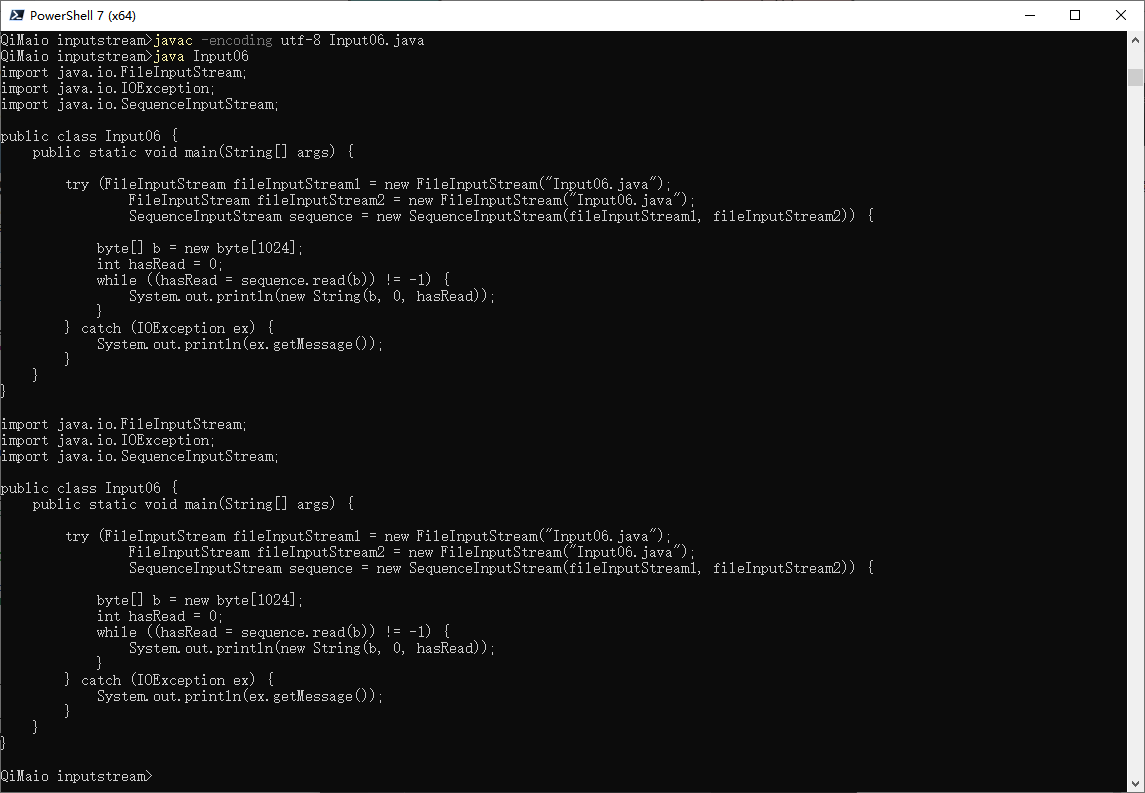 PowerShell 7 (x64)
QiMaio inputstream>javac -encoding utf-8 Input06.java
QiMaio inputstream>java Input06
import java.io.FileInputStream;
import java.io.IOException;
import java.io.SequenceInputStream;

public class Input06 {
    public static void main(String[] args) {

        try (FileInputStream fileInputStream1 = new FileInputStream("Input06.java");
                FileInputStream fileInputStream2 = new FileInputStream("Input06.java");
                SequenceInputStream sequence = new SequenceInputStream(fileInputStream1, fileInputStream2)) {

            byte[] b = new byte[1024];
            int hasRead = 0;
            while ((hasRead = sequence.read(b)) != -1) {
                System.out.println(new String(b, 0, hasRead));
            }
        } catch (IOException ex) {
            System.out.println(ex.getMessage());
        }
    }
}

import java.io.FileInputStream;
import java.io.IOException;
import java.io.SequenceInputStream;

public class Input06 {
    public static void main(String[] args) {

        try (FileInputStream fileInputStream1 = new FileInputStream("Input06.java");
                FileInputStream fileInputStream2 = new FileInputStream("Input06.java");
                SequenceInputStream sequence = new SequenceInputStream(fileInputStream1, fileInputStream2)) {

            byte[] b = new byte[1024];
            int hasRead = 0;
            while ((hasRead = sequence.read(b)) != -1) {
                System.out.println(new String(b, 0, hasRead));
            }
        } catch (IOException ex) {
            System.out.println(ex.getMessage());
        }
    }
}

QiMaio inputstream>